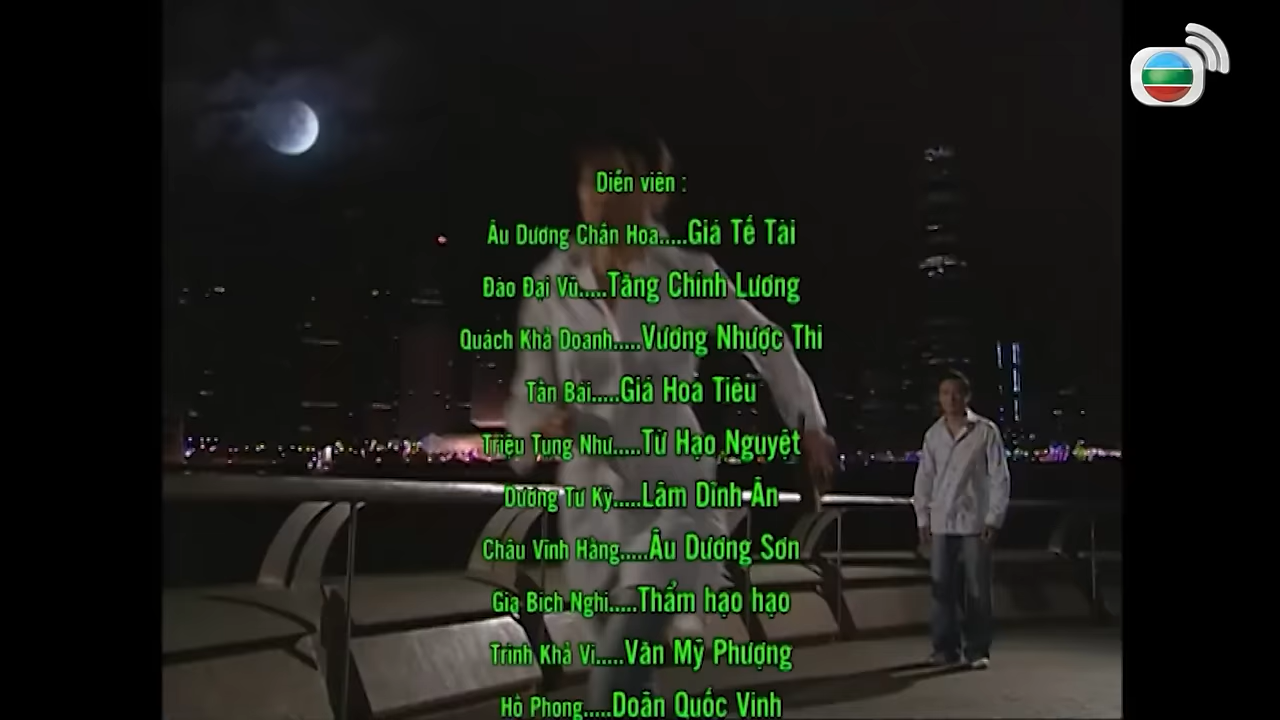 Diễn viên :
Âu Dương Chấn Hoa.....Giả Tế Tài
Đào Đại Vũ.....Tăng Chính Lương
Quách Khả Doanh.....Vương Nhược Thi
Tần Bái.....Giả Hoa Tiêu
Triệu Tung Như.....Từ Hạo Nguyệt
Dương Tư Kỳ.....Lâm Dĩnh Ân
Châu Vĩnh Hằng.....Âu Dương Sơn
Gia Bích Nghi.....Thẩm hạo hạo
Trịnh Khả Vi.....Văn Mỹ Phượng
Hồ Phong.....Doãn Quốc Vinh